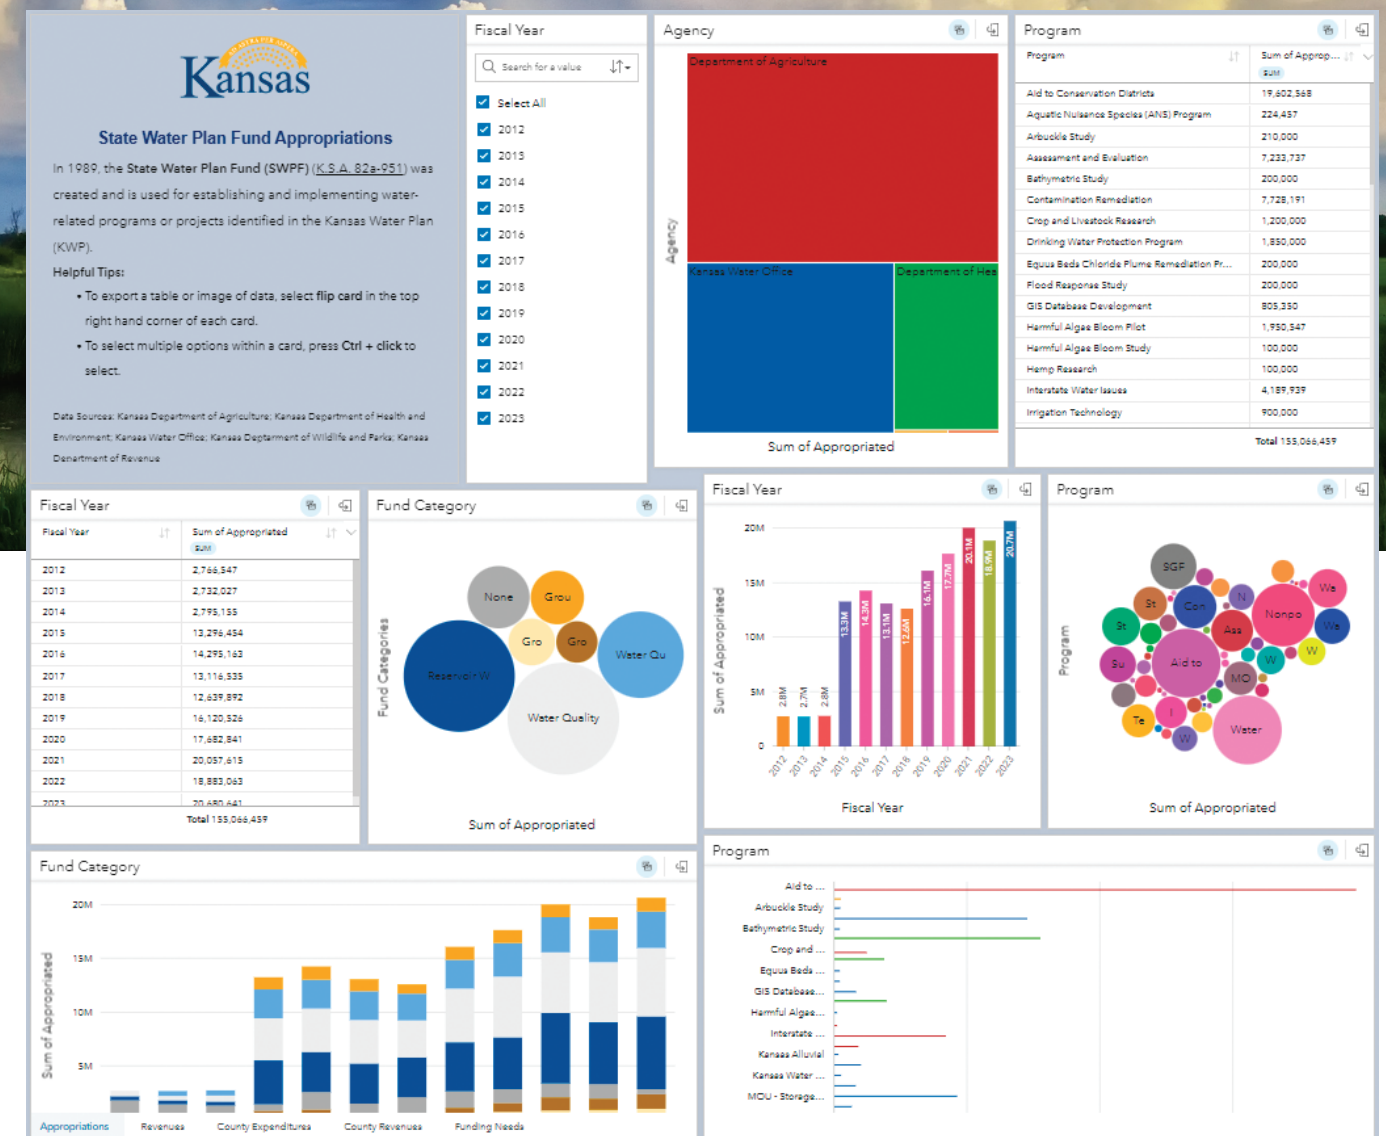 Kansas
State Water Plan Fund Appropriations
In 1989, the State Water Plan Fund (SWPF) (K.S.A. 82a-951) was
created and is used for establishing and implementing water-
related programs or projects identified in the Kansas Water Plan
(KWP).
Helpful Tips:
• To export a table or image of data, select flip card in the top
right hand corner of each card.
• To select multiple options within a card, press Ctrl + click to
select.
Data Sources: Kansas Department of Agriculture; Kansas Department of Health and
Environment; Kansas Water Office; Kansas Deptarment of Wildlife and Parks; Kansas
Department of Revenue
Fiscal Year
Search for a value
Select All
2012
2013
2014
2015
2016
2017
2018
2019
2020
2021
2022
2023
Agency
Department of Agriculture
Kansas Water Office
Department of Hea
Agency
Sum of Appropriated
Program
Program Sum of Approp...
SUM
Aid to Conservation Districts 19,602,568
Aquatic Nuisence Species (ANS) Program 224,457
Arbuckle Study 210,000
Assessment and Evaluation 7,233,737
Bathymetric Study 200,000
Contamination Remediation 7,728,191
Crop and Livestock Research 1,200,000
Drinking Water Protection Program 1,850,000
Equus Beds Chloride Plume Remediation Pr... 200,000
Flood Response Study 200,000
GIS Database Development 805,350
Harmful Algae Bloom Pilot 1,950,547
Harmful Algae Bloom Study 100,000
Hemp Research 100,000
Interstate Water Issues 4,189,939
Irrigation Technology 900,000
Total 155,066,459
Fiscal Year
Fiscal Year Sum of Appropriated
SUM
2012 2,766,547
2013 2,732,027
2014 2,795,155
2015 13,296,454
2016 14,295,163
2017 13,116,535
2018 12,639,892
2019 16,120,526
2020 17,682,841
2021 20,057,615
2022 18,883,063
2023 20,680,641
Total 155,066,459
Fund Category
None
Grou
Gro
Gro
Water Qu
Reservoir W
Water Quality
Fund Categories
Sum of Appropriated
Fiscal Year
20M
15M
10M
5M
0
Sum of Appropriated
2.8M
2.7M
2.8M
13.3M
14.3M
13.1M
12.6M
16.1M
17.7M
20.1M
18.9M
20.7M
2012
2013
2014
2015
2016
2017
2018
2019
2020
2021
2022
2023
Fiscal Year
Program
SGF
Wa
St
Con
N
Nonpo
St
Ass
Wa
Su
Aid to
W
W
MO
Te
I
W
Water
Program
Sum of Appropriated
Fund Category
20M
15M
10M
5M
Sum of Appropriated
Program
Aid to ...
Arbuckle Study
Bathymetric Study
Crop and ...
Equus Beds ...
GIS Database...
Harmful Algae...
Interstate ...
Kansas Alluvial
Kansas Water ...
MOU - Storage...
Appropriations Revenues County Expenditures County Revenues Funding Needs